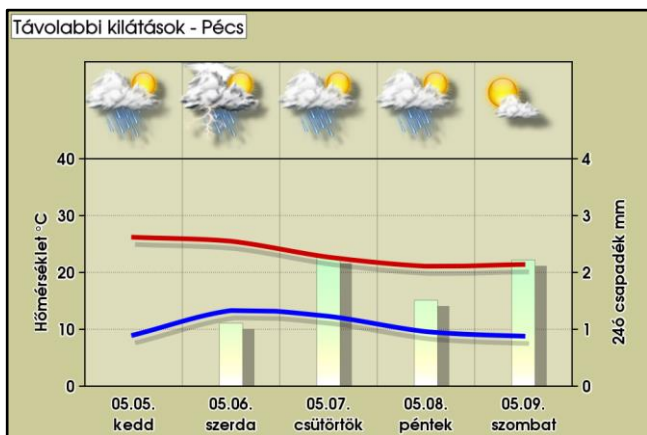 Távolabbi kilátások - Pécs
40
30
20
10
0
Hőmérséklet °C
4
3
2
1
0
24ó csapadék mm
05.05. 05.06. 05.07. 05.08. 05.09.
kedd szerda csütörtök péntek szombat